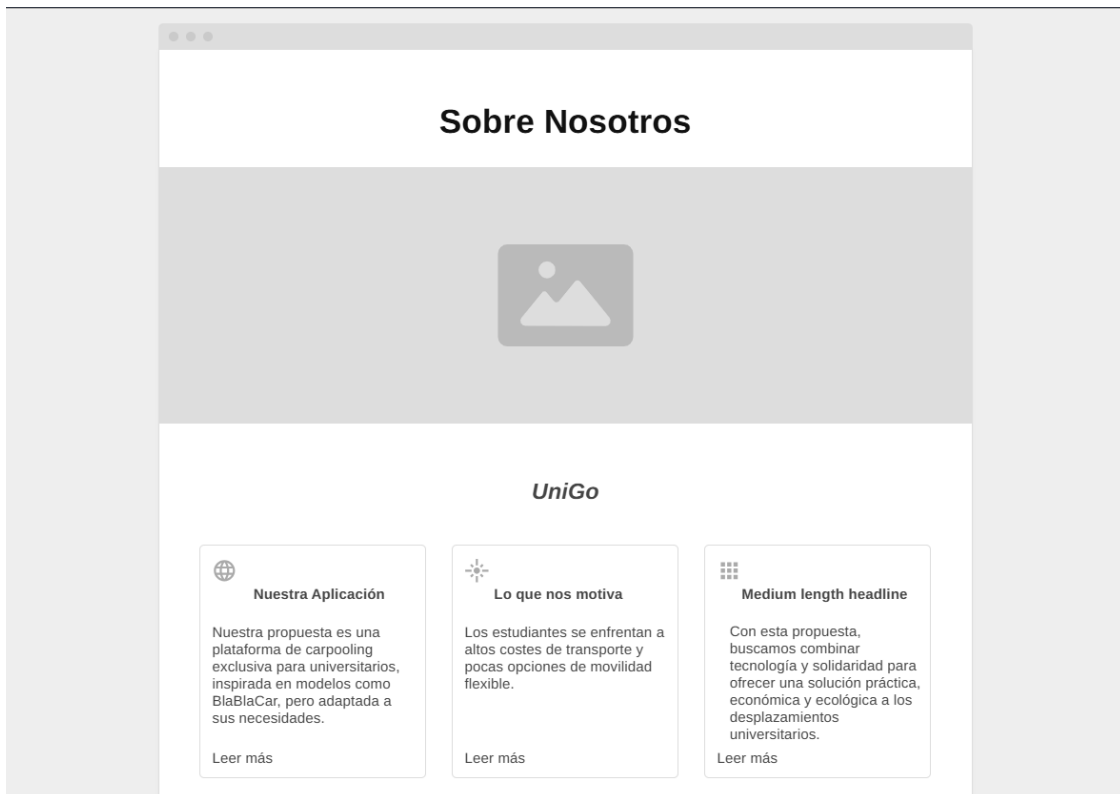 Sobre Nosotros
UniGo
Nuestra Aplicación
Nuestra propuesta es una
plataforma de carpooling
exclusiva para universitarios,
inspirada en modelos como
BlaBlaCar, pero adaptada a
sus necesidades.
Leer más
Lo que nos motiva
Los estudiantes se enfrentan a
altos costes de transporte y
pocas opciones de movilidad
flexible.
Leer más
Medium length headline
Con esta propuesta,
buscamos combinar
tecnología y solidaridad para
ofrecer una solución práctica,
económica y ecológica a los
desplazamientos
universitarios.
Leer más